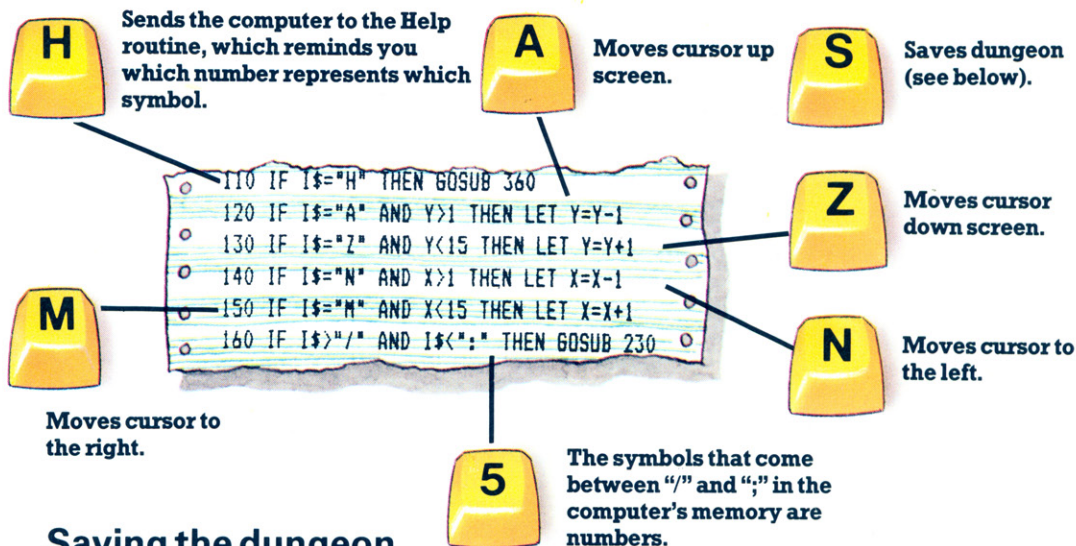 H
Sends the computer to the Help
routine, which reminds you
which number represents which
symbol.
A
Moves cursor up
screen.
S
Saves dungeon
(see below).
110 IF I$="H" THEN GOSUB 360
120 IF I$="A" AND Y>1 THEN LET Y=Y-1
130 IF I$="Z" AND Y<15 THEN LET Y=Y+1
140 IF I$="N" AND X>1 THEN LET X=X-1
150 IF I$="M" AND X<15 THEN LET X=X+1
160 IF I$>"/" AND I$<":" THEN GOSUB 230
Z
Moves cursor
down screen.
M
Moves cursor to
the right.
N
Moves cursor to
the left.
5
The symbols that come
between "/" and ";" in the
computer's memory are
numbers.
Saving the dungeon